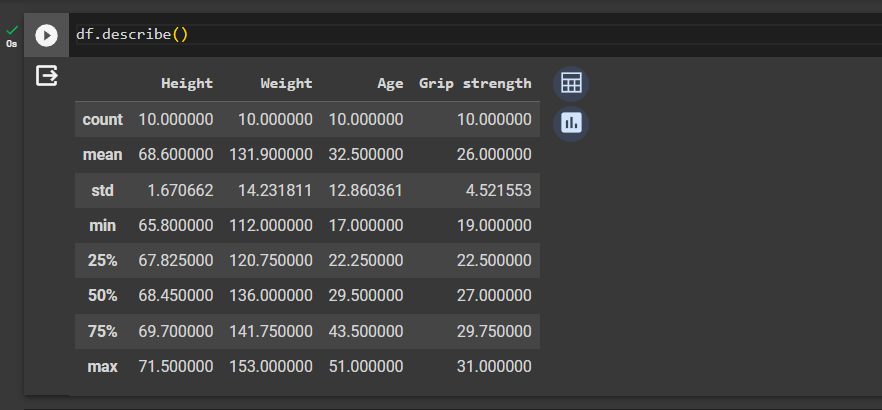 df.describe()
0s
Height Weight Age Grip strength
count 10.000000 10.000000 10.000000 10.000000
mean 68.600000 131.900000 32.500000 26.000000
std 1.670662 14.231811 12.860361 4.521553
min 65.800000 112.000000 17.000000 19.000000
25% 67.825000 120.750000 22.250000 22.500000
50% 68.450000 136.000000 29.500000 27.000000
75% 69.700000 141.750000 43.500000 29.750000
max 71.500000 153.000000 51.000000 31.000000